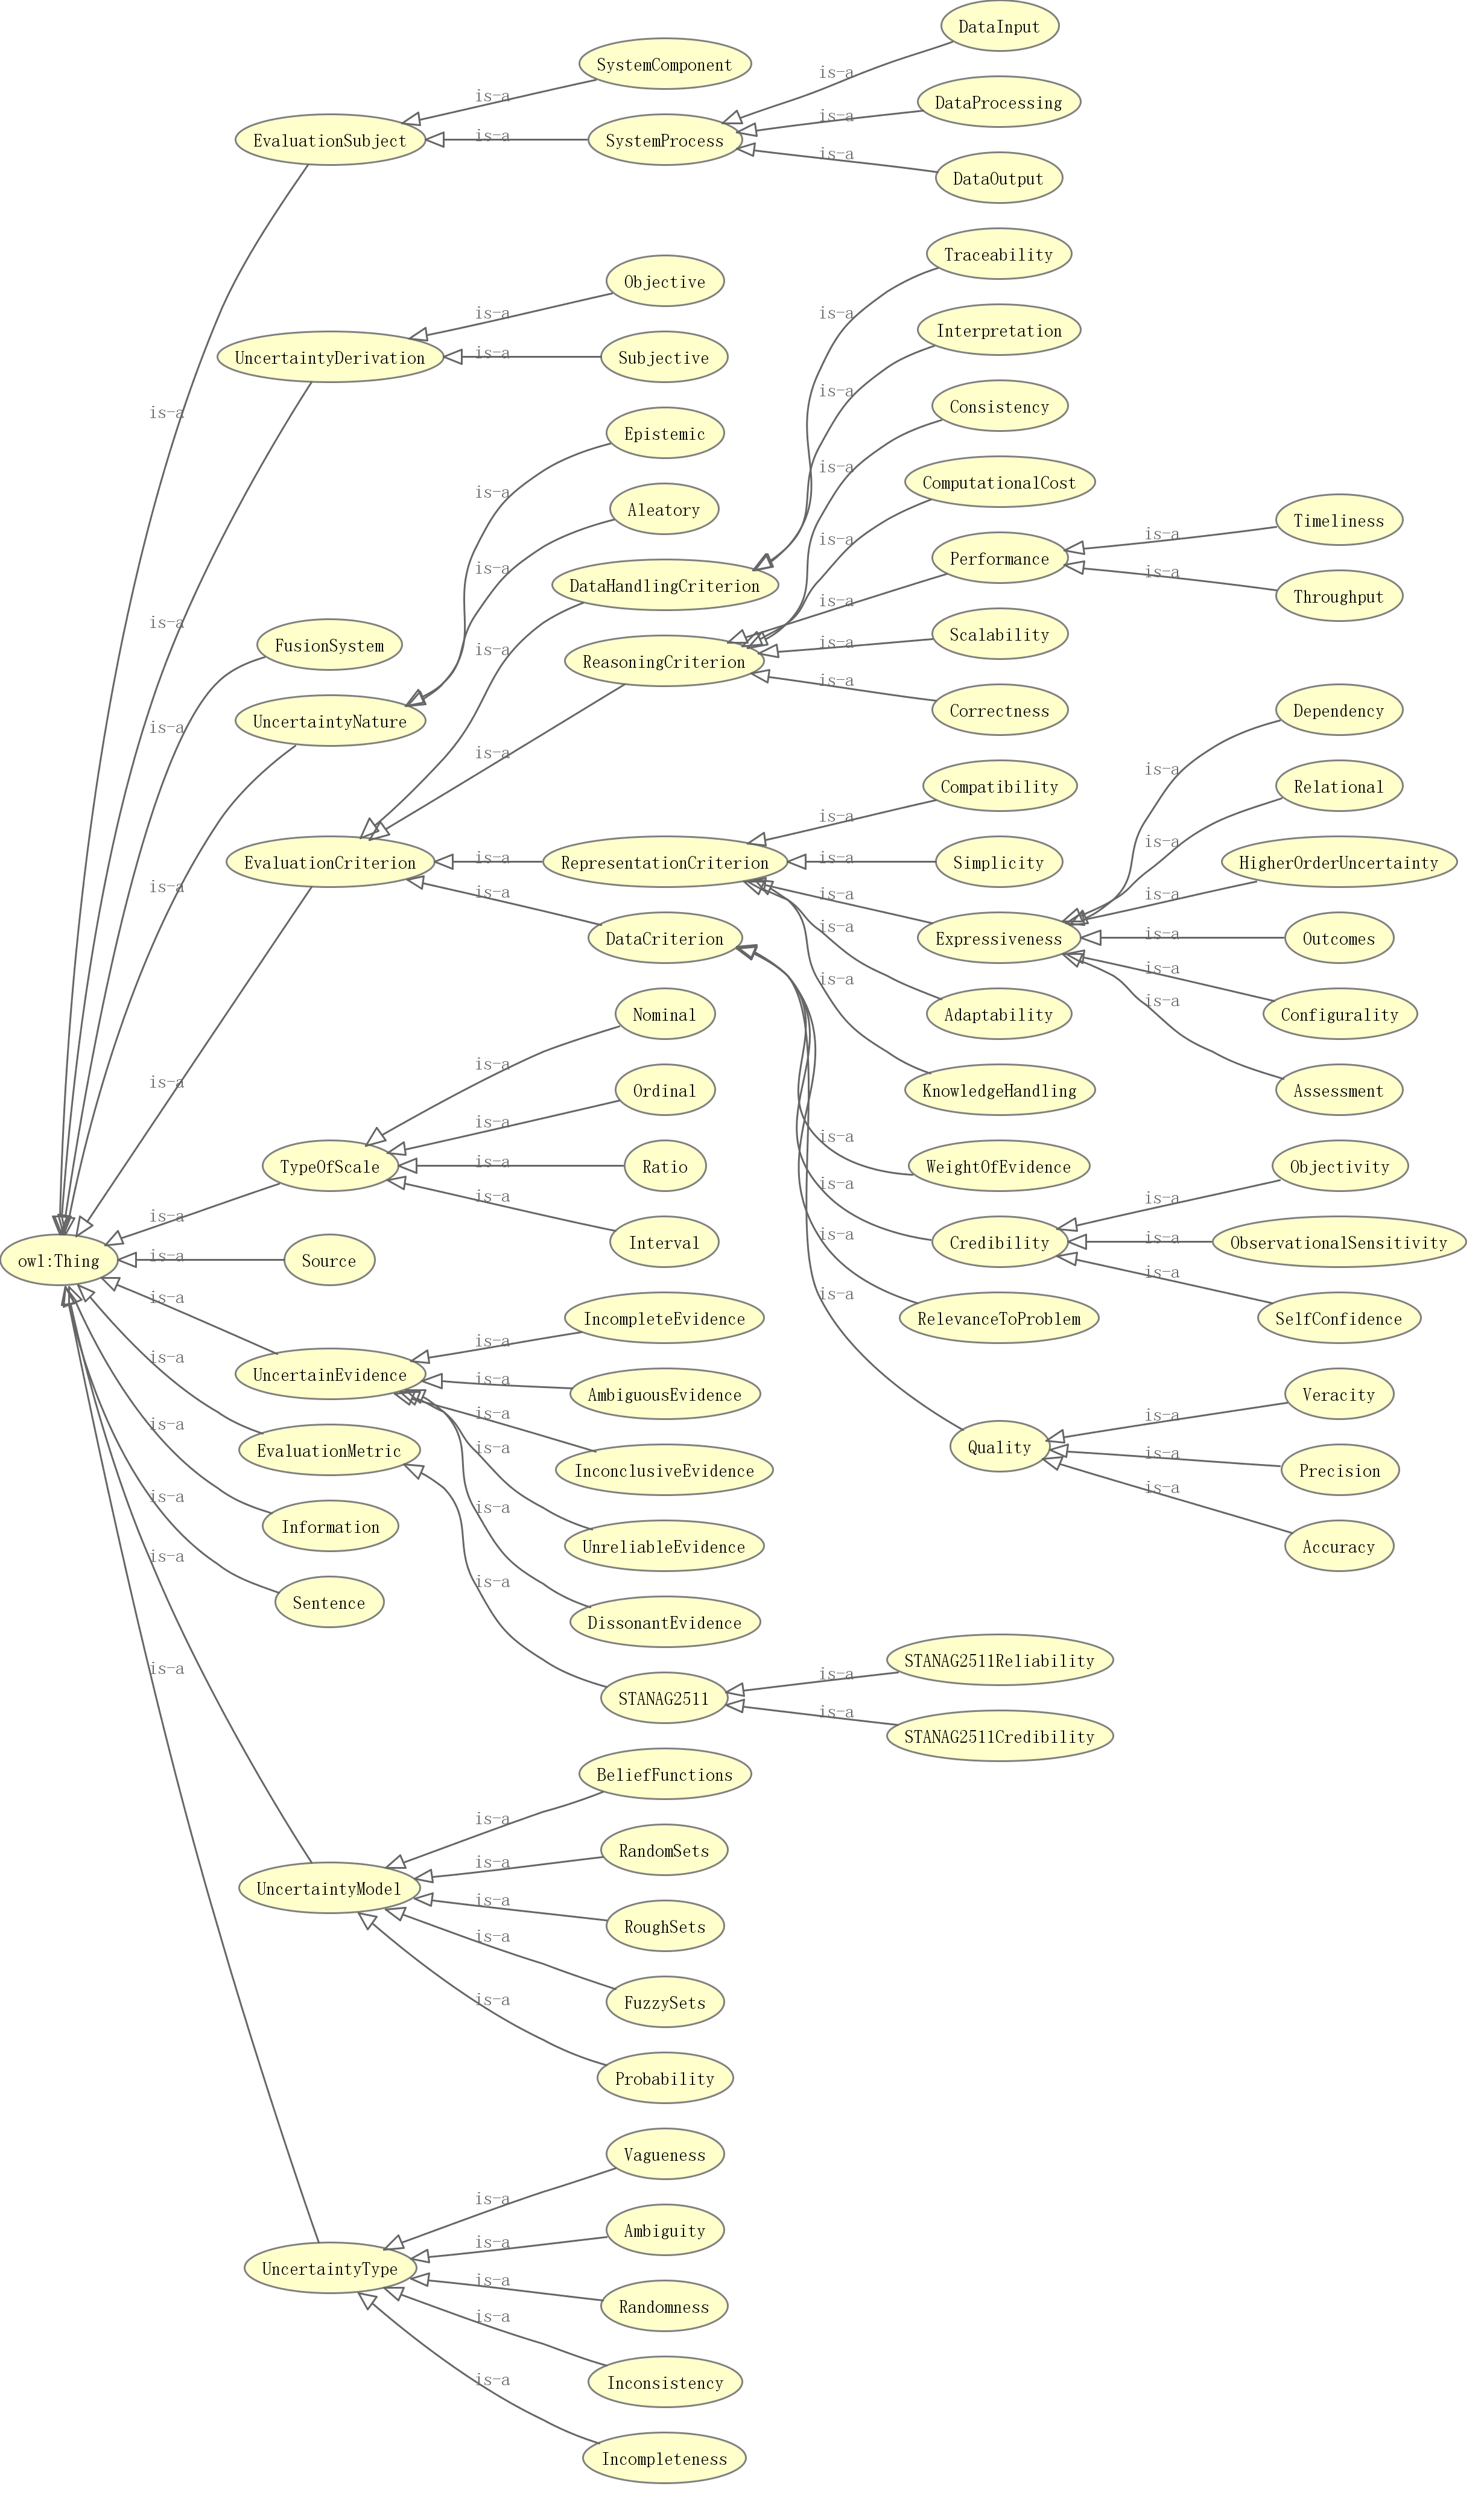 DataInput
SystemComponent
is-a
is-a
DataProcessing
is-a
EvaluationSubject
is-a
SystemProcess
is-a
DataOutput
Traceability
Objective
is-a
is-a
Interpretation
UncertaintyDerivation
is-a
Subjective
is-a
Consistency
is-a
Epistemic
is-a
ComputationalCost
is-a
Aleatory
Timeliness
is-a
is-a
is-a
Performance
is-a
DataHandlingCriterion
is-a
Throughput
is-a
is-a
FusionSystem
is-a
is-a
Scalability
ReasoningCriterion
is-a
UncertaintyNature
is-a
Correctness
Dependency
is-a
is-a
Compatibility
Relational
is-a
is-a
EvaluationCriterion
is-a
RepresentationCriterion
is-a
Simplicity
HigherOrderUncertainty
is-a
is-a
is-a
is-a
is-a
DataCriterion
Expressiveness
is-a
Outcomes
is-a
is-a
Nominal
Adaptability
is-a
Configurality
is-a
is-a
Ordinal
KnowledgeHandling
Assessment
is-a
is-a
TypeOfScale
is-a
Ratio
WeightOfEvidence
Objectivity
is-a
is-a
is-a
is-a
is-a
Interval
Credibility
is-a
ObservationalSensitivity
owl:Thing
is-a
Source
is-a
is-a
is-a
is-a
IncompleteEvidence
RelevanceToProblem
SelfConfidence
is-a
is-a
UncertainEvidence
is-a
AmbiguousEvidence
Veracity
is-a
is-a
is-a
EvaluationMetric
is-a
Quality
is-a
InconclusiveEvidence
Precision
is-a
is-a
is-a
Information
UnreliableEvidence
Accuracy
is-a
is-a
Sentence
DissonantEvidence
is-a
STANAG2511Reliability
is-a
STANAG2511
is-a
STANAG2511Credibility
BeliefFunctions
is-a
RandomSets
is-a
UncertaintyModel
is-a
RoughSets
is-a
FuzzySets
is-a
Probability
Vagueness
is-a
Ambiguity
is-a
UncertaintyType
is-a
Randomness
is-a
Inconsistency
is-a
Incompleteness